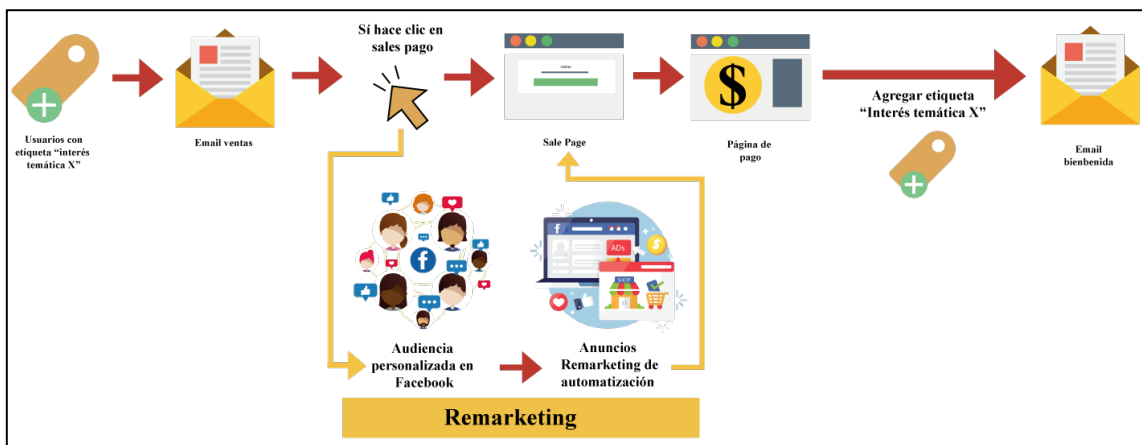 Sí hace clic en
sales pago
Usuarios con
etiqueta “interés
temática X”
Email ventas
Sale Page
$
Página de
pago
Agregar etiqueta
“Interés temática X”
Email
bienbenida
f
f
ADs
SHOP
Audiencia
personalizada en
Facebook
Anuncios
Remarketing de
automatización
Remarketing